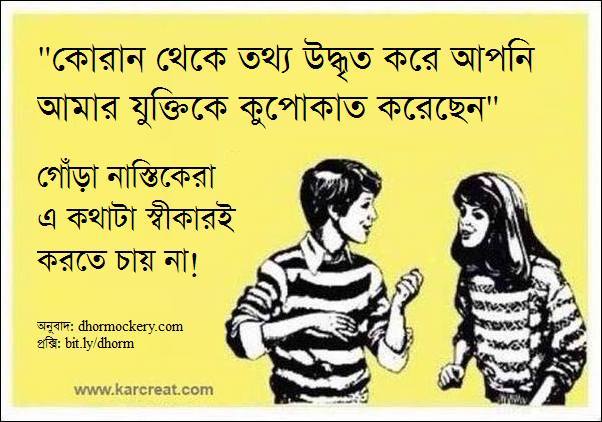 "কোরান থেকে তথ্য উদ্ধৃত করে আপনি
আমার যুক্তিকে কুপোকাত করেছেন"
গোঁড়া নাস্তিকেরা
এ কথাটা স্বীকারই
করতে চায় না!
অনুবাদ: dhormockery.com
প্রক্সি: bit.ly/dhorm
www.karcreat.com